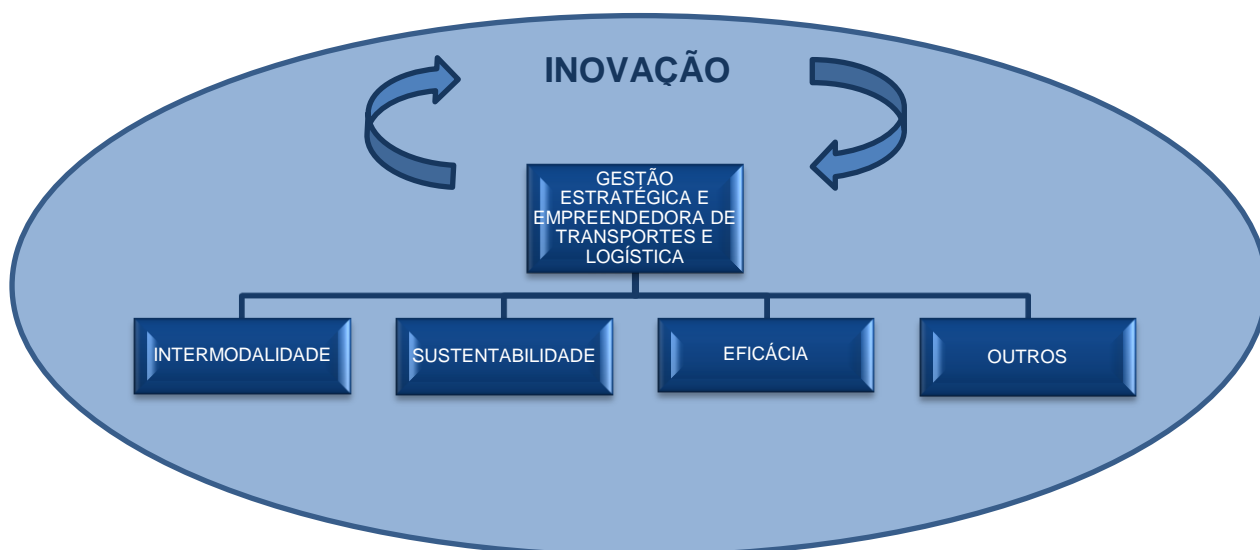 INOVAÇÃO
GESTÃO
ESTRATÉGICA E
EMPREENDEDORA DE
TRANSPORTES E
LOGÍSTICA
INTERMODALIDADE
SUSTENTABILIDADE
EFICÁCIA
OUTROS